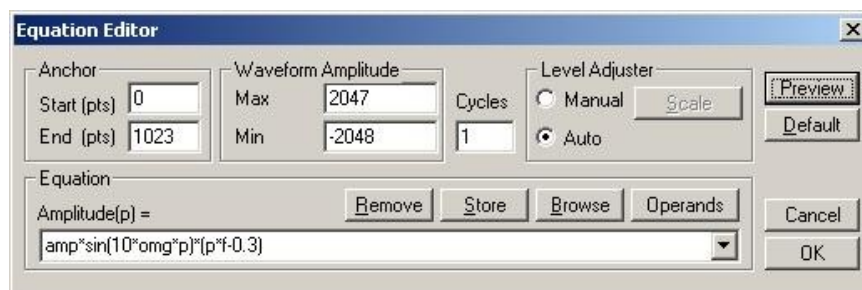 Equation Editor
Anchor
Start (pts) 0
End (pts) 1023
Waveform Amplitude
Max 2047
Min -2048
Cycles
1
Level Adjuster
Manual
Scale
Auto
Preview
Default
Equation
Amplitude(p) =
Remove Store Browse Operands
amp*sin(10*omg*p)*(p*f-0.3)
Cancel
OK